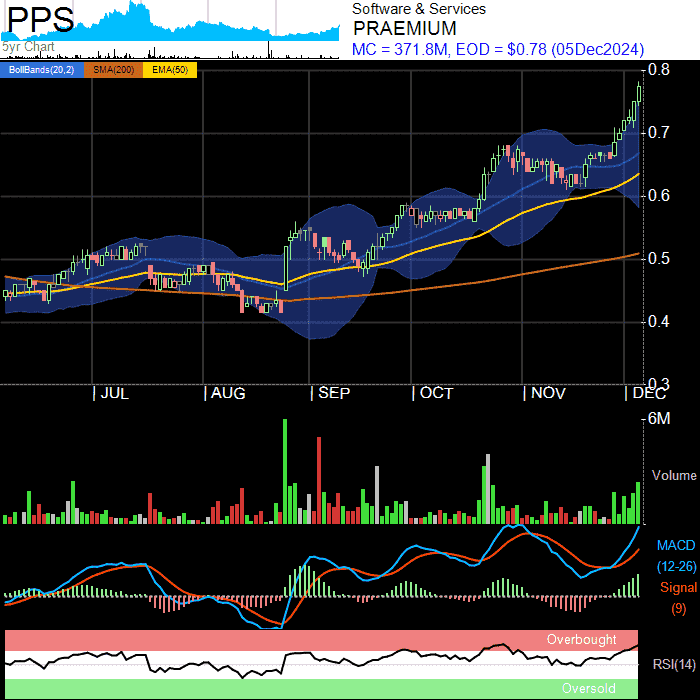 PPS
5yr Chart
Software & Services
PRAEMIUM
MC = 371.8M, EOD = $0.78 (05Dec2024)
BollBands(20,2) SMA(200) EMA(50)
0.8
0.7
0.6
0.5
0.4
0.3
JUL AUG SEP OCT NOV DEC
6M
Volume
MACD
(12-26)
Signal
(9)
Overbought
RSI(14)
Oversold